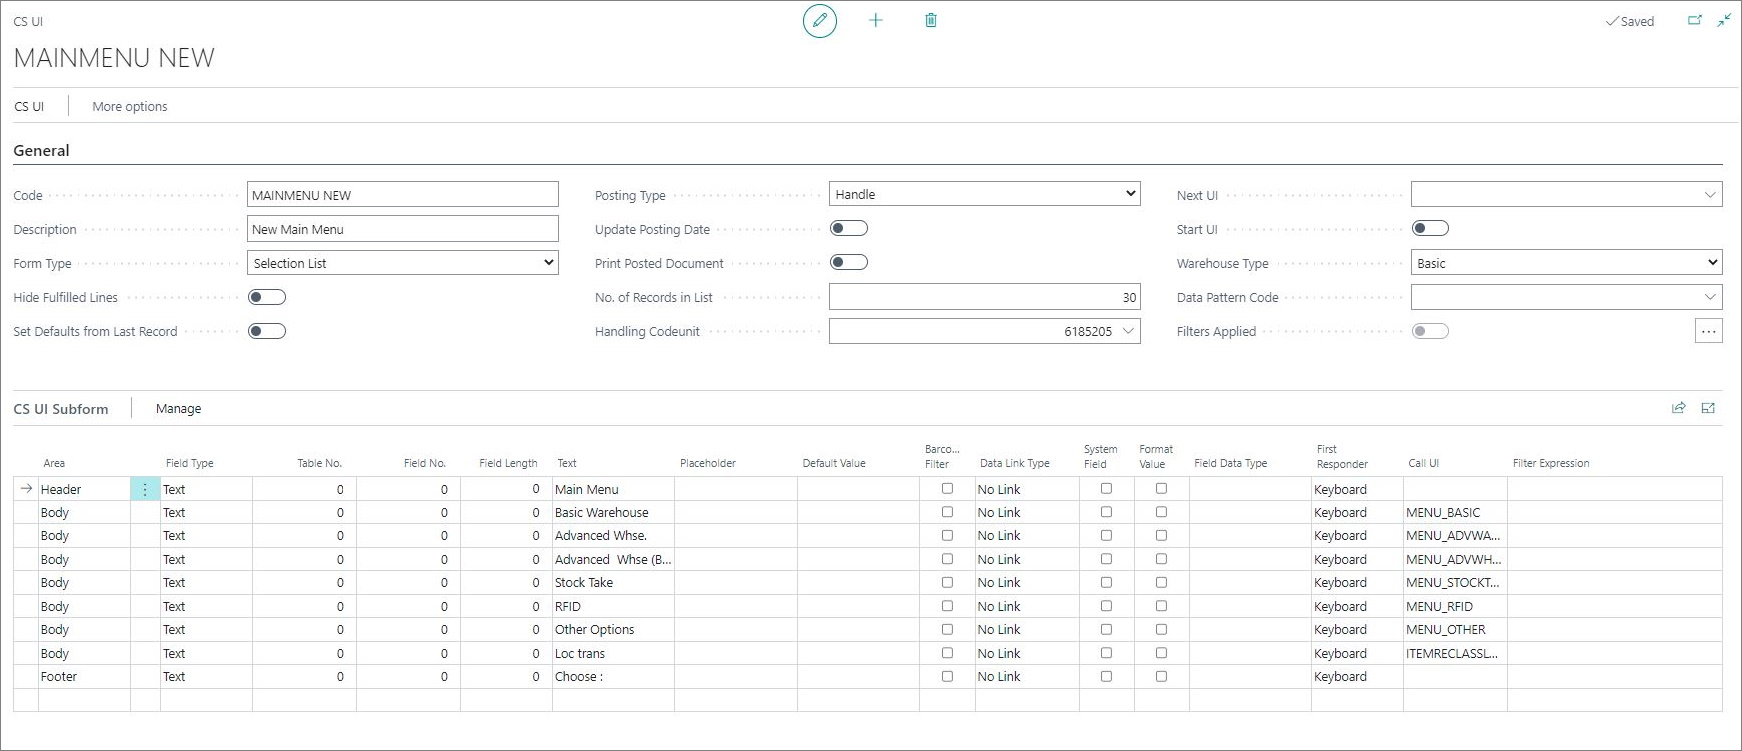 CS UI
Saved
MAINMENU NEW
CS UI More options
General
Code MAINMENU NEW Posting Type Handle Next UI
Description New Main Menu Update Posting Date Start UI
Form Type Selection List Print Posted Document Warehouse Type Basic
Hide Fulfilled Lines No. of Records in List 30 Data Pattern Code
Set Defaults from Last Record Handling Codeunit 6185205 Filters Applied ...
CS UI Subform Manage
Area Field Type Table No. Field No. Field Length Text Placeholder Default Value Barco... Filter Data Link Type System Field Format Value Field Data Type First Responder Call UI Filter Expression
Header Text 0 0 0 Main Menu No Link Keyboard
Body Text 0 0 0 Basic Warehouse No Link Keyboard MENU_BASIC
Body Text 0 0 0 Advanced Whse. No Link Keyboard MENU_ADVWA...
Body Text 0 0 0 Advanced Whse (B... No Link Keyboard MENU_ADVWH...
Body Text 0 0 0 Stock Take No Link Keyboard MENU_STOCKT...
Body Text 0 0 0 RFID No Link Keyboard MENU_RFID
Body Text 0 0 0 Other Options No Link Keyboard MENU_OTHER
Body Text 0 0 0 Loc trans No Link Keyboard ITEMRECLASSL...
Footer Text 0 0 0 Choose : No Link Keyboard